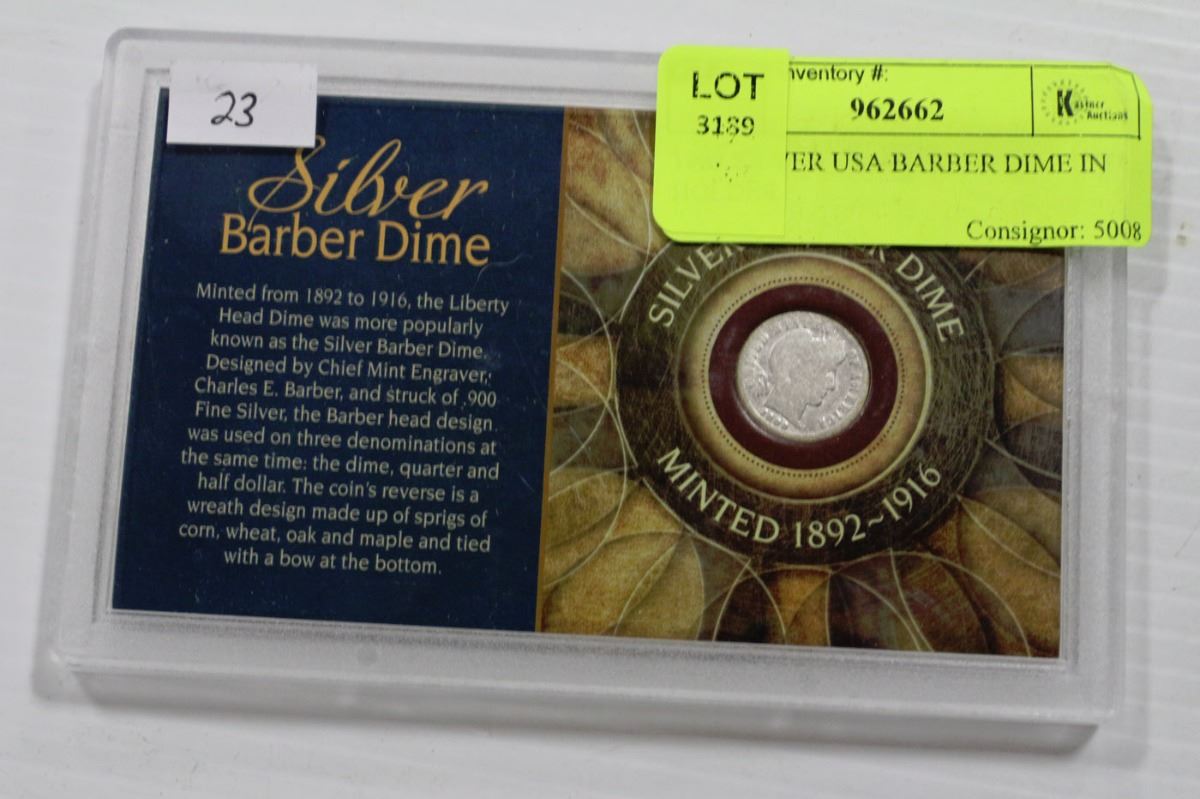 23
LOT
3189
nventory #:
962662
Kastner
Auctions
VER USA BARBER DIME IN
Consignor: 5008
Silver
Barber Dime
Minted from 1892 to 1916, the Liberty
Head Dime was more popularly
known as the Silver Barber Dime.
Designed by Chief Mint Engraver,
Charles E. Barber, and struck of .900
Fine Silver, the Barber head design
was used on three denominations at
the same time: the dime, quarter and
half dollar. The coin's reverse is a
wreath design made up of sprigs of
corn, wheat, oak and maple and tied
with a bow at the bottom.
SILVER DIME
MINTED 1892~1916